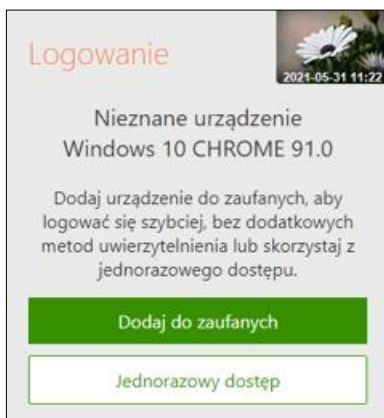 Logowanie
2021-05-31 11:22
Nieznane urządzenie
Windows 10 CHROME 91.0
Dodaj urządzenie do zaufanych, aby
logować się szybciej, bez dodatkowych
metod uwierzytelnienia lub skorzystaj z
jednorazowego dostępu.
Dodaj do zaufanych
Jednorazowy dostęp